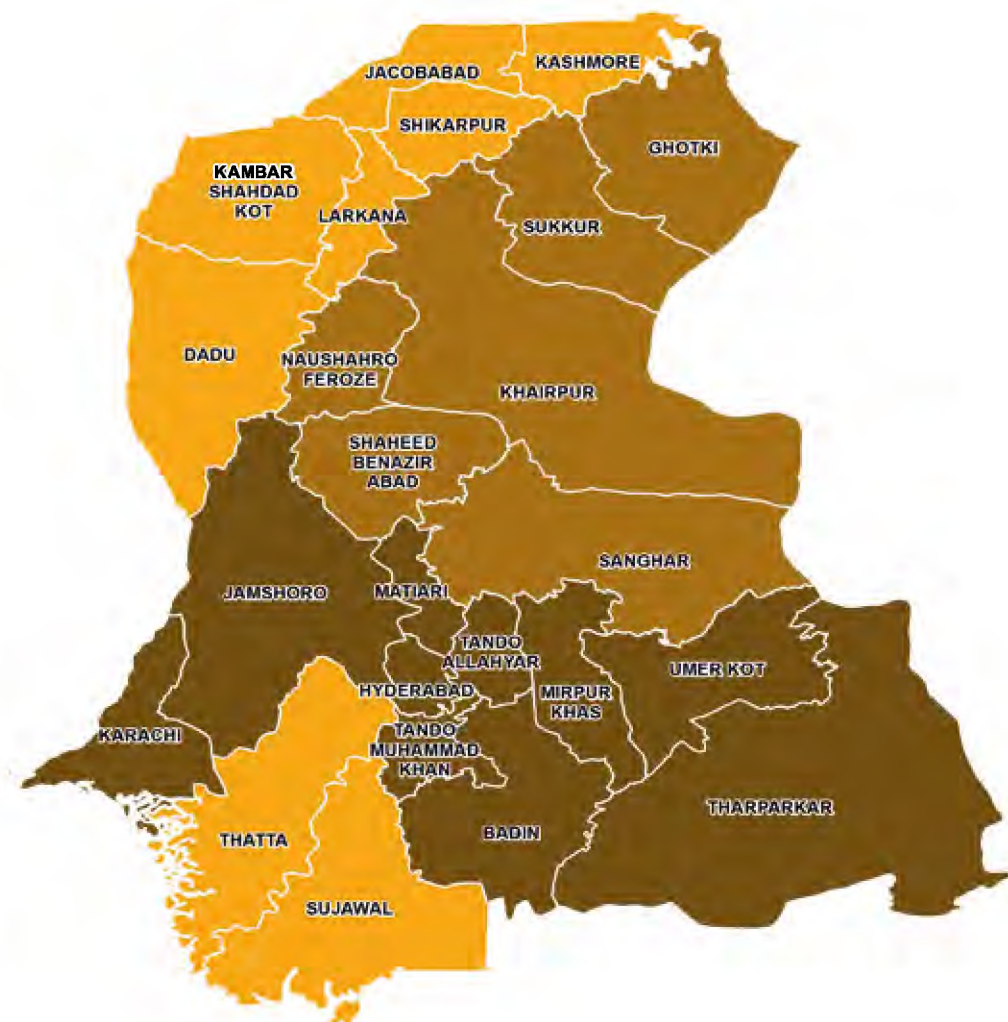 KASHMORE
JACOBABAD
SHIKARPUR
GHOTKI
KAMBAR
SHAHDAD
KOT
LARKANA
SUKKUR
DADU
NAUSHAHRO
FEROZE
KHAIRPUR
SHAHEED
BENAZIR
ABAD
SANGHAR
JAMSHORO
MATIARI
TANDO
ALLAHYAR
UMER KOT
HYDERABAD
MIRPUR
KHAS
KARACHI
TANDO
MUHAMMAD
KHAN
THARPARKAR
BADIN
THATTA
SUJAWAL